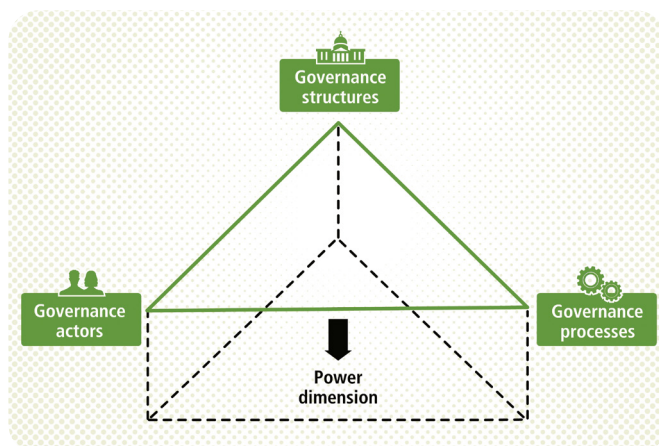 Governance
structures
Governance
actors
Governance
processes
Power
dimension